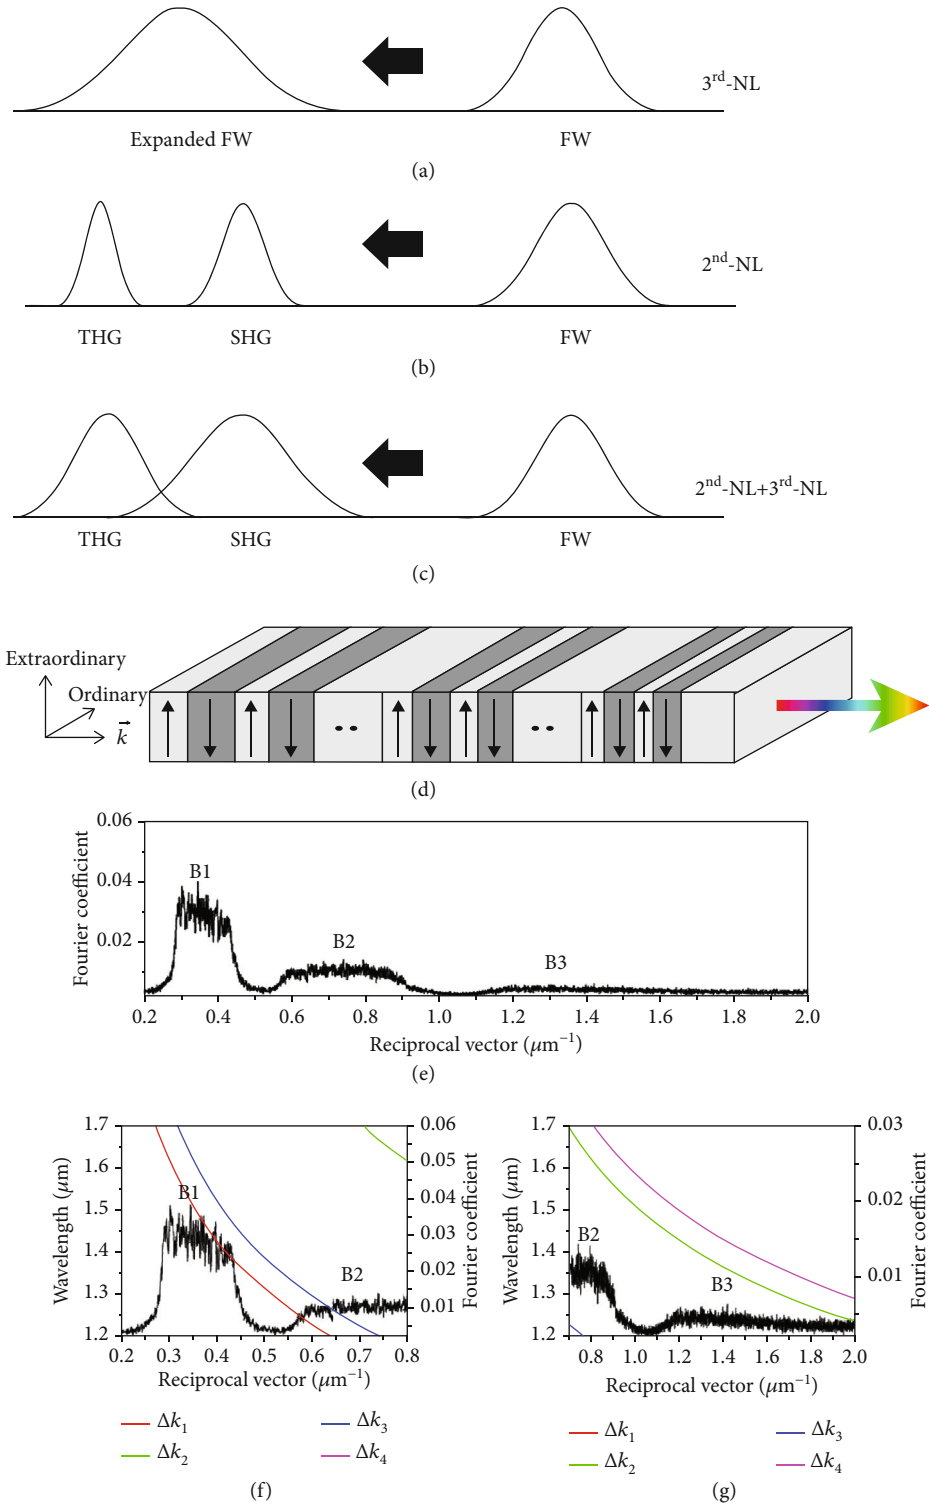 3rd-NL
Expanded FW
FW
(a)
2nd-NL
THG
SHG
FW
(b)
2nd-NL+3rd-NL
THG
SHG
FW
(c)
Extraordinary
Ordinary
k
(d)
0.06
0.04
0.02
Fourier coefficient
B1
B2
B3
0.2 0.4 0.6 0.8 1.0 1.2 1.4 1.6 1.8 2.0
Reciprocal vector (μm−1)
(e)
1.7
1.6
1.5
1.4
1.3
1.2
Wavelength (μm)
B1
B2
0.06
0.05
0.04
0.03
0.02
0.01
Fourier coefficient
0.2 0.3 0.4 0.5 0.6 0.7 0.8
Reciprocal vector (μm−1)
Δk1
Δk2
Δk3
Δk4
(f)
1.7
1.6
1.5
1.4
1.3
1.2
Wavelength (μm)
B2
B3
0.03
0.02
0.01
Fourier coefficient
0.8 1.0 1.2 1.4 1.6 1.8 2.0
Reciprocal vector (μm−1)
Δk1
Δk2
Δk3
Δk4
(g)